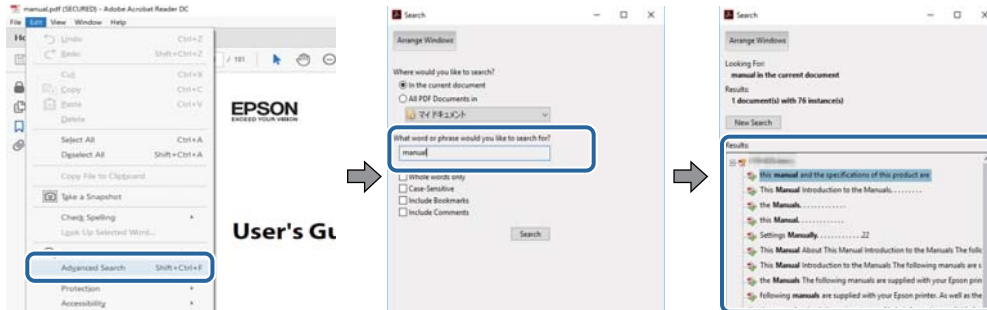 manual.pdf (SECURED) - Adobe Acrobat Reader DC
File Edit View Window Help
Undo Ctrl+Z
Redo Shift+Ctrl+Z
Cut Ctrl+X
Copy Ctrl+C
Paste Ctrl+V
Delete
Select All Ctrl+A
Deselect All Shift+Ctrl+A
Copy File to Clipboard
Take a Snapshot
Check Spelling
Look Up Selected Word...
Advanced Search Shift+Ctrl+F
Protection
Accessibility
/ 181
EPSON
EXCEED YOUR VISION
User's Gu
Search
Arrange Windows
Where would you like to search?
In the current document
All PDF Documents in
マイ ドキュメント
What word or phrase would you like to search for?
manual
Whole words only
Case-Sensitive
Include Bookmarks
Include Comments
Search
Search
Arrange Windows
Looking For:
manual in the current document
Results:
1 document(s) with 76 instance(s)
New Search
Results:
this manual and the specifications of this product are
This Manual Introduction to the Manuals. . . . . . . . .
the Manuals. . . . . . . . . . . . .
this Manual. . . . . . . . . . . . .
Settings Manually. . . . . . . . . . . . 22
This Manual About This Manual Introduction to the Manuals The follo
This Manual Introduction to the Manuals The following manuals are s
the Manuals The following manuals are supplied with your Epson prin
following manuals are supplied with your Epson printer. As well as the